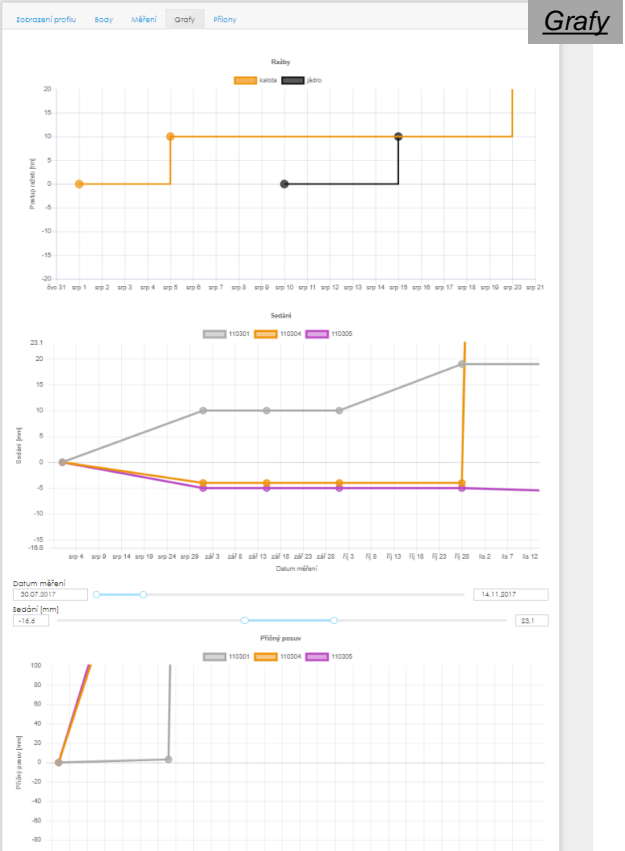 Grafy
Zobrazení profilu Body Měření Grafy Přílohy
Ražby
kalota jádro
20
15
10
5
0
-5
-10
-15
-20
Postup ražeb [m]
srp 1 srp 2 srp 3 srp 4 srp 5 srp 6 srp 7 srp 8 srp 9 srp 10 srp 11 srp 12 srp 13 srp 14 srp 15 srp 16 srp 17 srp 18 srp 19 srp 20 srp 21
Sedání
110301 110304 110305
23.1
20
15
10
5
0
-5
-10
-15
-16.6
Sedání [mm]
srp 4 srp 9 srp 14 srp 19 srp 24 srp 29 zář 3 zář 8 zář 13 zář 18 zář 23 zář 28 říj 3 říj 8 říj 13 říj 18 říj 23 říj 28 lis 2 lis 7 lis 12
Datum měření
Datum měření
30.07.2017 14.11.2017
Sedání [mm]
-16,6 23,1
Příčný posuv
110301 110304 110305
100
80
60
40
20
0
-20
-40
-60
-80
Příčný posuv [mm]